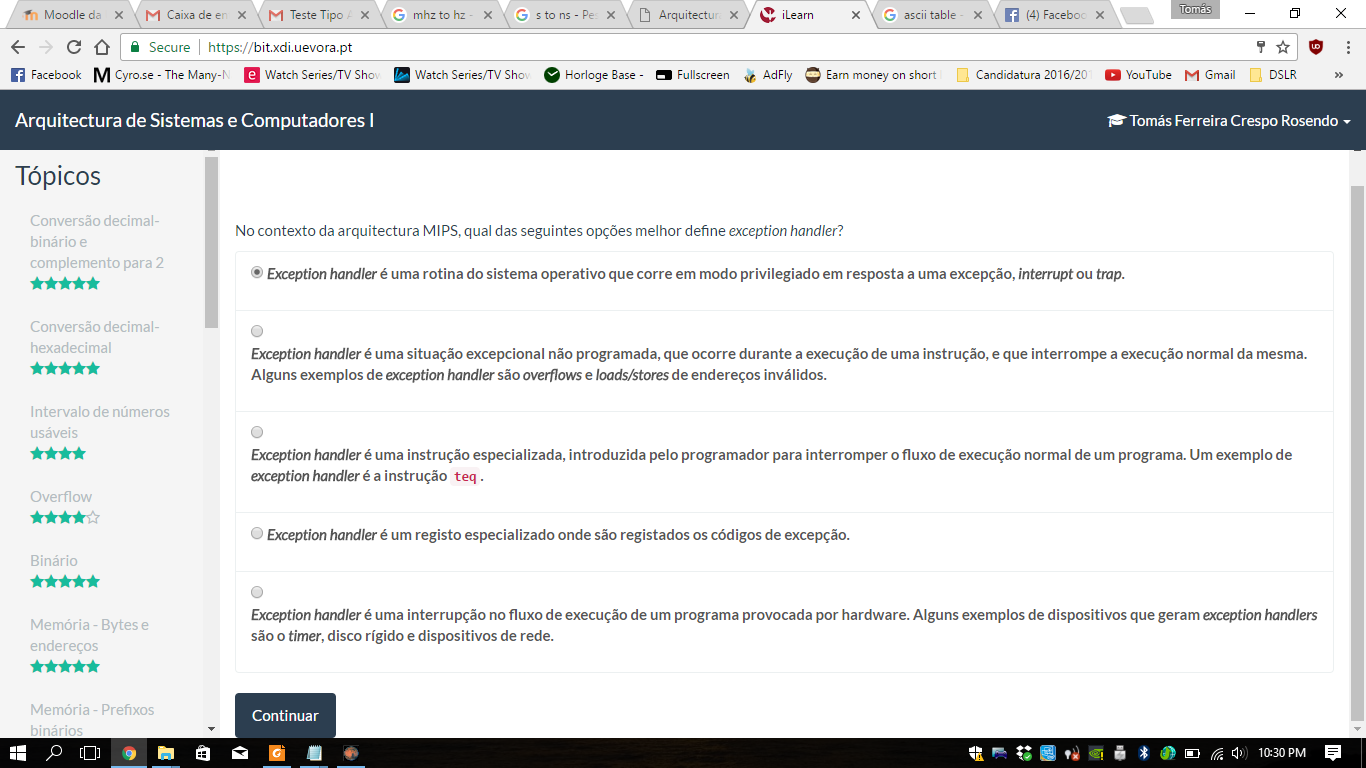 Moodle da
Caixa de en
Teste Tipo A
mhz to hz -
s to ns - Pes
Arquitectura
iLearn
ascii table -
(4) Faceboo
Tomás
Secure
https://bit.xdi.uevora.pt
Facebook
Cyro.se - The Many-N
Watch Series/TV Show
Watch Series/TV Show
Horloge Base -
Fullscreen
AdFly
Earn money on short
Candidatura 2016/20
YouTube
Gmail
DSLR
»
Arquitectura de Sistemas e Computadores I
Tomás Ferreira Crespo Rosendo
Tópicos
Conversão decimal-
binário e
complemento para 2
Conversão decimal-
hexadecimal
Intervalo de números
usáveis
Overflow
Binário
Memória - Bytes e
endereços
Memória - Prefixos
binários
No contexto da arquitectura MIPS, qual das seguintes opções melhor define exception handler?
Exception handler é uma rotina do sistema operativo que corre em modo privilegiado em resposta a uma excepção, interrupt ou trap.
Exception handler é uma situação excepcional não programada, que ocorre durante a execução de uma instrução, e que interrompe a execução normal da mesma.
Alguns exemplos de exception handler são overflows e loads/stores de endereços inválidos.
Exception handler é uma instrução especializada, introduzida pelo programador para interromper o fluxo de execução normal de um programa. Um exemplo de
exception handler é a instrução teq .
Exception handler é um registo especializado onde são registados os códigos de excepção.
Exception handler é uma interrupção no fluxo de execução de um programa provocada por hardware. Alguns exemplos de dispositivos que geram exception handlers
são o timer, disco rígido e dispositivos de rede.
Continuar
10:30 PM